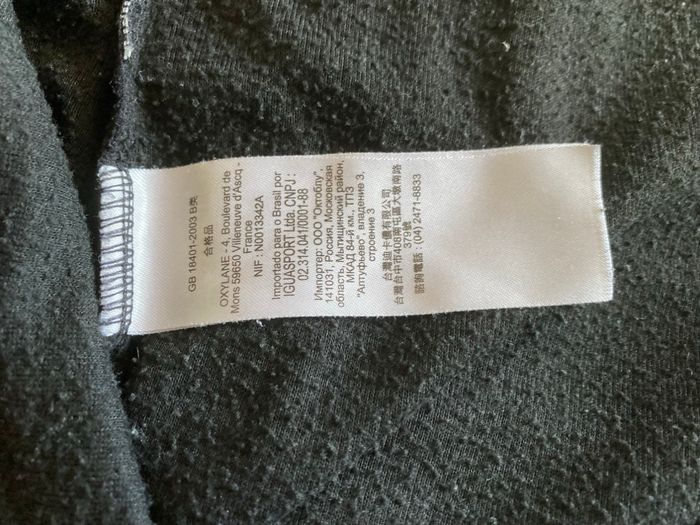 GB 18401-2003 B类
合格品
OXYLANE - 4, Boulevard de
Mons 59650 Villeneuve d'Ascq -
France
NIF : N0013342A
Importado para o Brasil por
IGUASPORT Ltda. CNPJ :
02.314.041/0001-88
Импортер: ООО "Октоблу",
141031, Россия, Московская
область, Мытищинский район,
МКАД 84-й км., ТПЗ
"Алтуфьево", владение 3,
строение 3
台灣迪卡儂有限公司
台灣台中市408南屯區大墩南路
379號
諮詢電話 : (04) 2471-8833